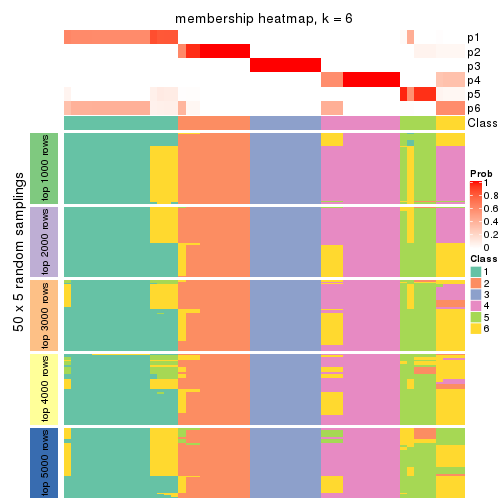 membership heatmap, k = 6
p1
p2
p3
p4
p5
p6
Class
50 x 5 random samplings
top 1000 rows
top 2000 rows
top 3000 rows
top 4000 rows
top 5000 rows
Prob
1
0.8
0.6
0.4
0.2
0
Class
1
2
3
4
5
6